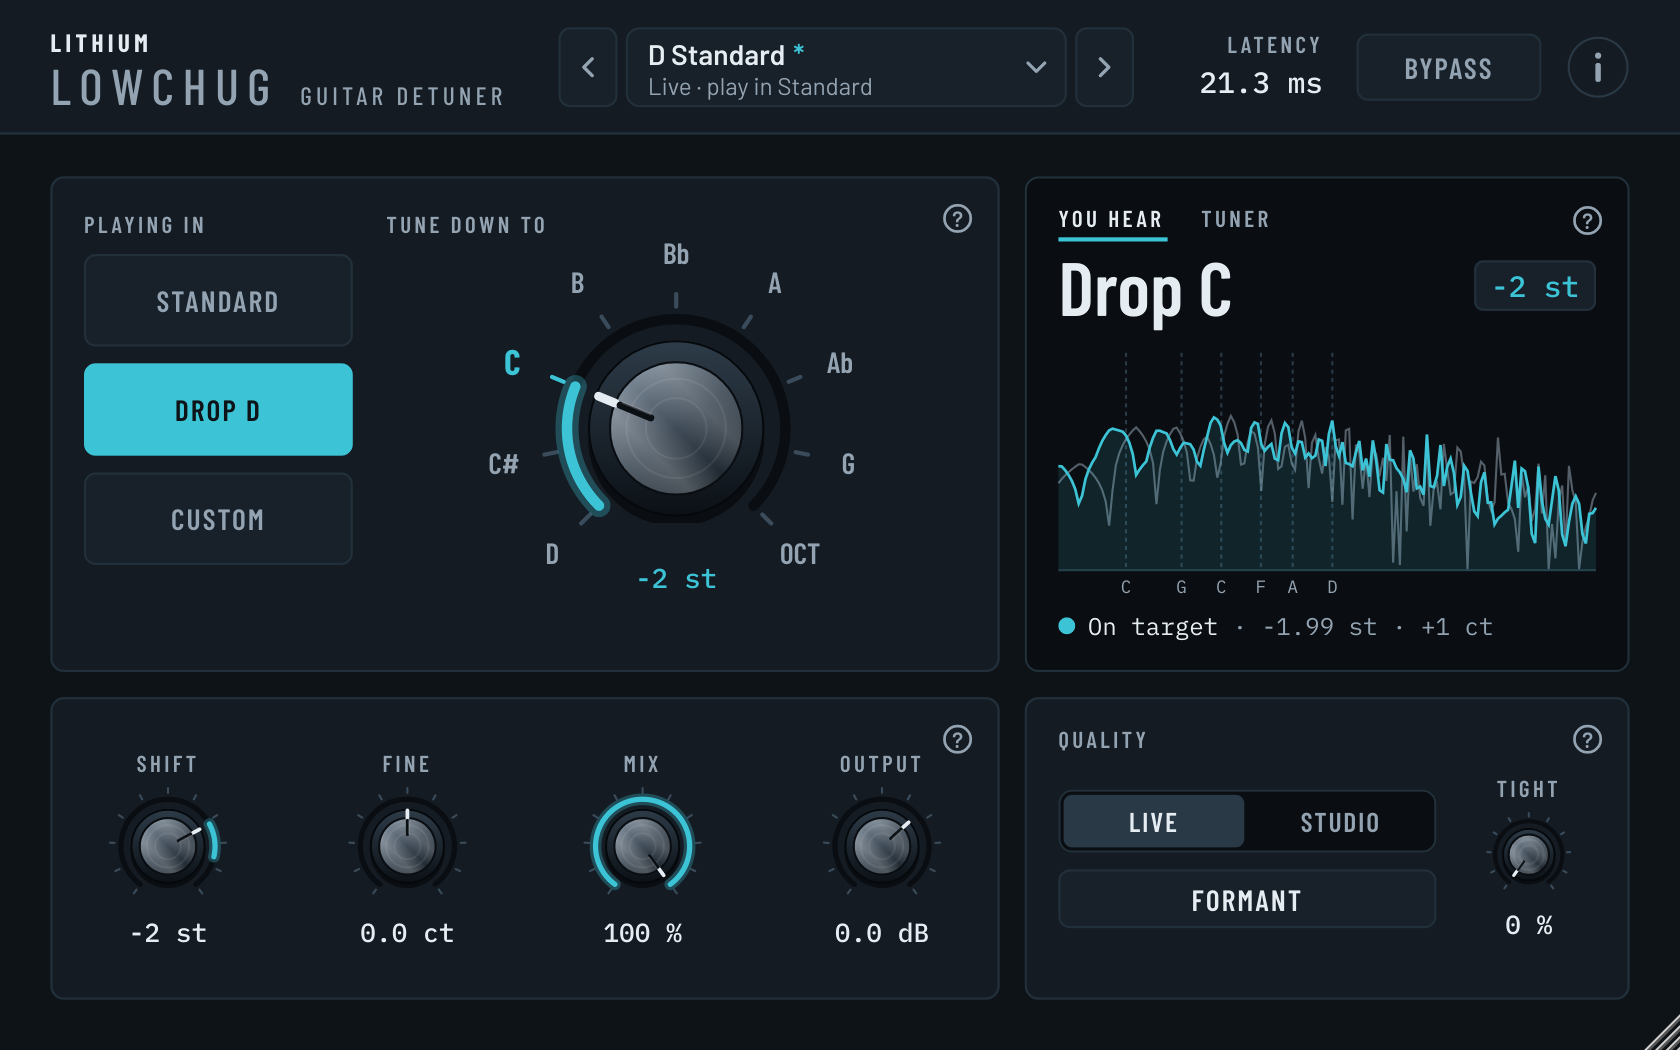 LITHIUM
LOWCHUG GUITAR DETUNER
D Standard *
Live · play in Standard
LATENCY
21.3 ms
BYPASS
i
PLAYING IN
STANDARD
DROP D
CUSTOM
TUNE DOWN TO
?
Bb
B
A
C
Ab
C#
G
D
OCT
-2 st
YOU HEAR
TUNER
?
Drop C
-2 st
C G C F A D
On target · -1.99 st · +1 ct
SHIFT
FINE
MIX
OUTPUT
?
-2 st
0.0 ct
100 %
0.0 dB
QUALITY
?
LIVE
STUDIO
FORMANT
TIGHT
0 %